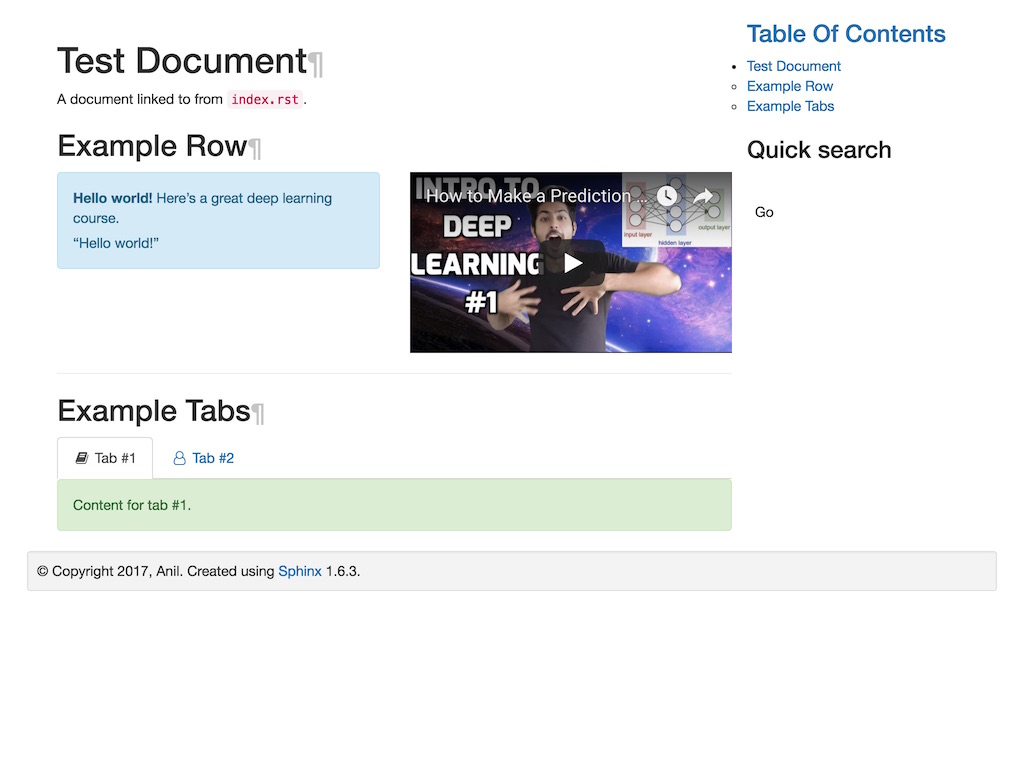 Test Document¶
A document linked to from index.rst.
Example Row¶
Hello world! Here’s a great deep learning
course.
“Hello world!”
How to Make a Prediction ...
INTRO TO
DEEP
LEARNING
#1
input layer
hidden layer
output layer
Example Tabs¶
Tab #1
Tab #2
Content for tab #1.
© Copyright 2017, Anil. Created using Sphinx 1.6.3.
Table Of Contents
Test Document
Example Row
Example Tabs
Quick search
Go